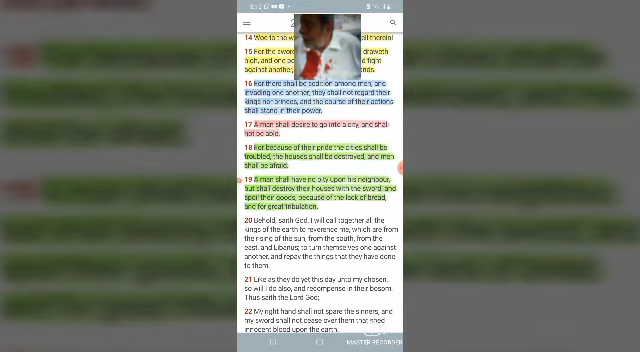 14 Woe to the w ell therein!
15 For the sword draweth
high, and one d fight
against another, nds.
16 For there shall be sedition among men, and
invading one another; they shall not regard their
kings nor princes, and the course of their actions
shall stand in their power.
17 A man shall desire to go into a city, and shall
not be able.
18 For because of their pride the cities shall be
troubled, the houses shall be destroyed, and men
shall be afraid.
19 A man shall have no pity upon his neighbour,
but shall destroy their houses with the sword, and
spoil their goods, because of the lack of bread,
and for great tribulation.
20 Behold, saith God, I will call together all the
kings of the earth to reverence me, which are from
the rising of the sun, from the south, from the
east, and Libanus; to turn themselves one against
another, and repay the things that they have done
to them.
21 Like as they do yet this day unto my chosen,
so will I do also, and recompense in their bosom.
Thus saith the Lord God;
22 My right hand shall not spare the sinners, and
my sword shall not cease over them that shed
innocent blood upon the earth.
MASTER RECORDER